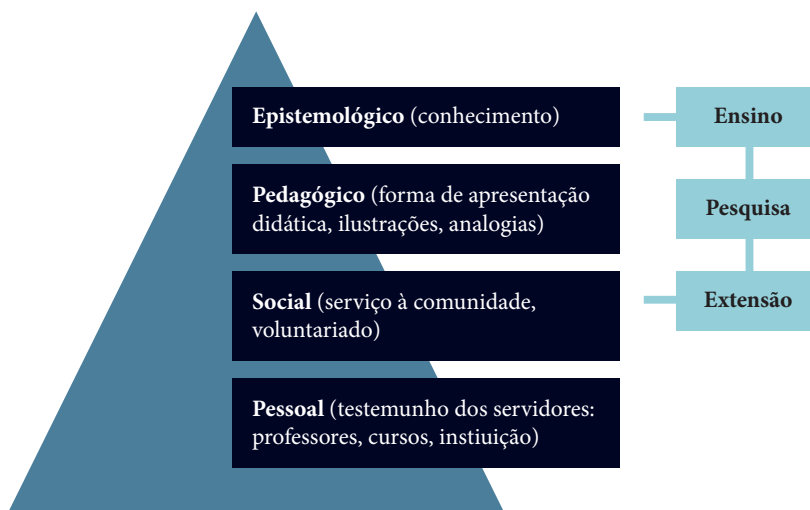 Epistemológico (conhecimento)
Pedagógico (forma de apresentação
didática, ilustrações, analogias)
Social (serviço à comunidade,
voluntariado)
Pessoal (testemunho dos servidores:
professores, cursos, instiuição)
Ensino
Pesquisa
Extensão